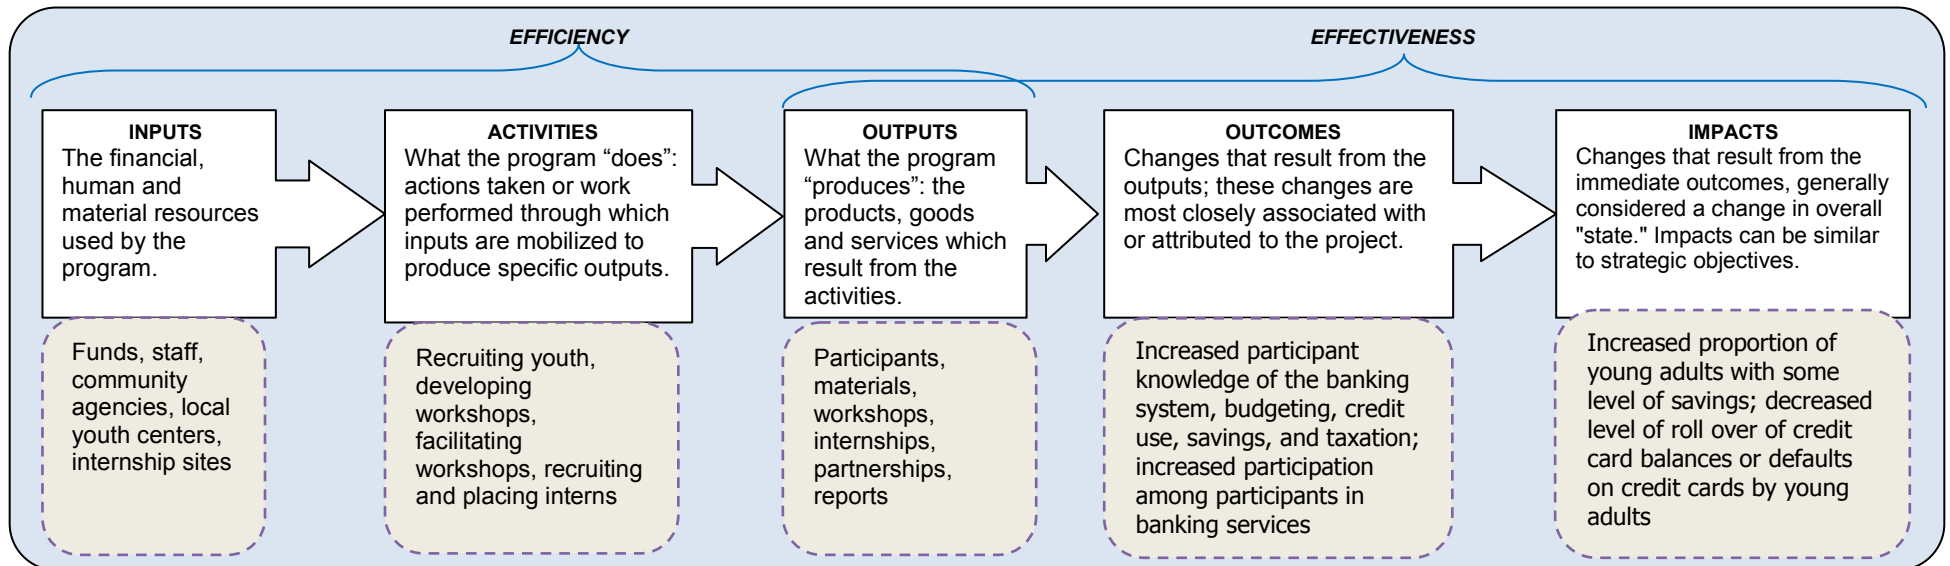 EFFICIENCY
EFFECTIVENESS
INPUTS
The financial,
human and
material resources
used by the
program.
ACTIVITIES
What the program “does”:
actions taken or work
performed through which
inputs are mobilized to
produce specific outputs.
OUTPUTS
What the program
“produces”: the
products, goods
and services which
result from the
activities.
OUTCOMES
Changes that result from the
outputs; these changes are
most closely associated with
or attributed to the project.
IMPACTS
Changes that result from the
immediate outcomes, generally
considered a change in overall
"state." Impacts can be similar
to strategic objectives.
Funds, staff,
community
agencies, local
youth centers,
internship sites
Recruiting youth,
developing
workshops,
facilitating
workshops, recruiting
and placing interns
Participants,
materials,
workshops,
internships,
partnerships,
reports
Increased participant
knowledge of the banking
system, budgeting, credit
use, savings, and taxation;
increased participation
among participants in
banking services
Increased proportion of
young adults with some
level of savings; decreased
level of roll over of credit
card balances or defaults
on credit cards by young
adults